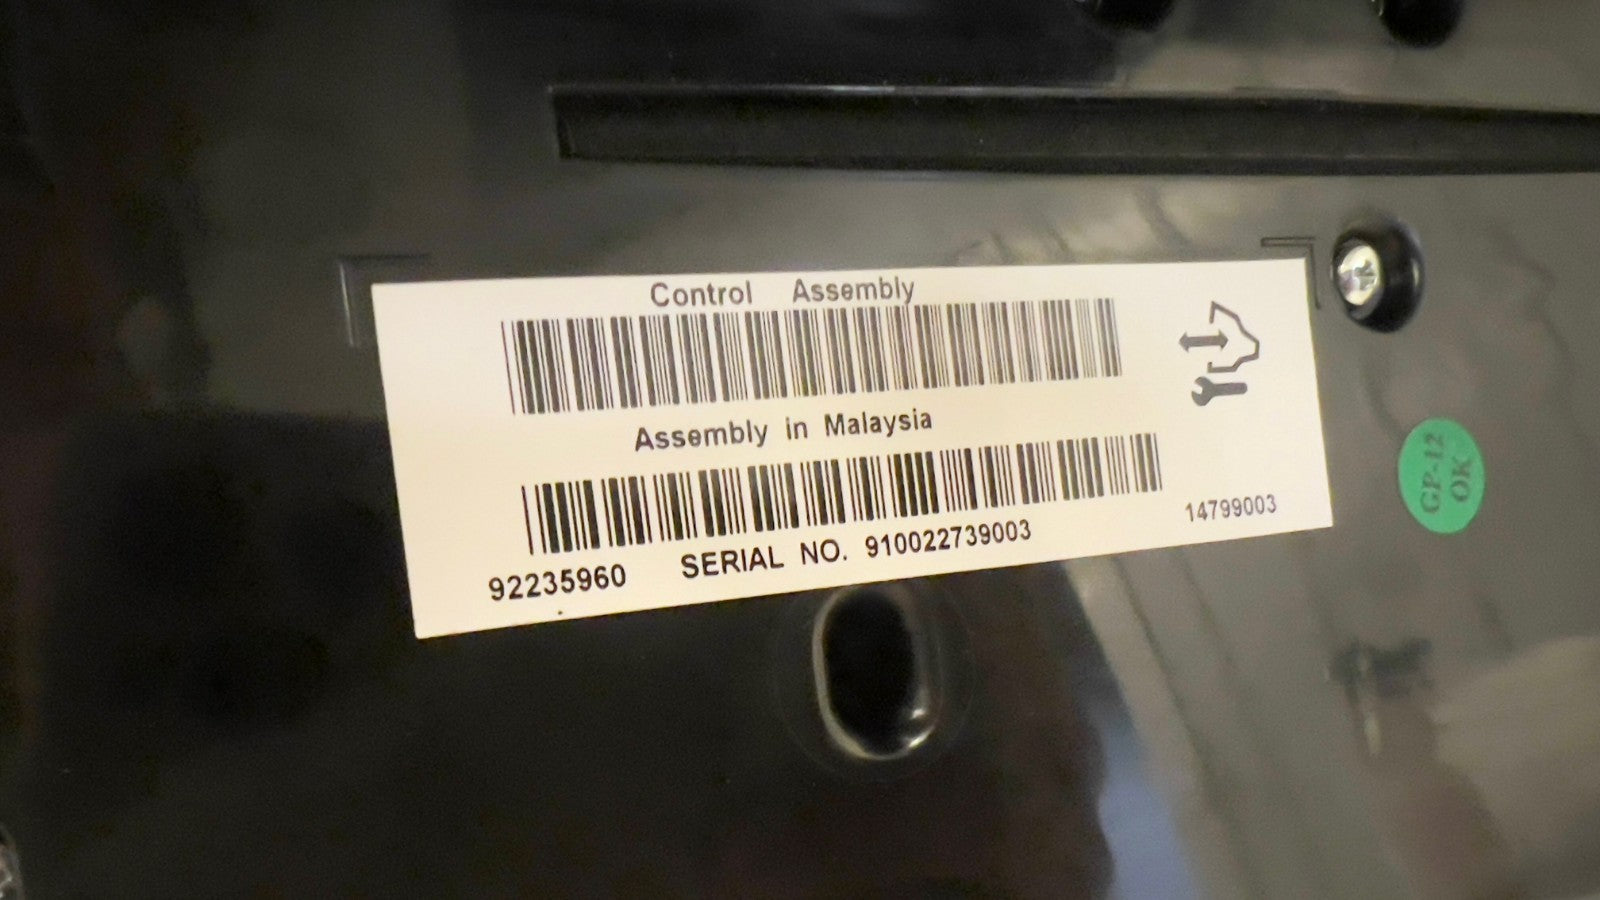 Control Assembly
Assembly in Malaysia
92235960 SERIAL NO. 910022739003 14799003
GP-12
OK